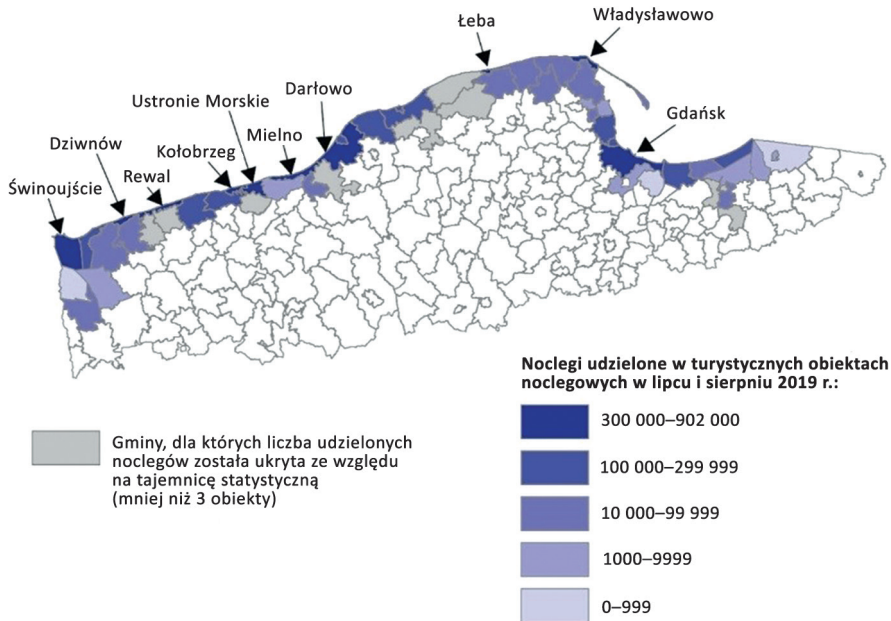 Łeba
Władysławowo
Darłowo
Ustronie Morskie
Mielno
Gdańsk
Dziwnów
Kołobrzeg
Rewal
Świnoujście
Noclegi udzielone w turystycznych obiektach
noclegowych w lipcu i sierpniu 2019 r.:
300 000–902 000
100 000–299 999
10 000–99 999
1000–9999
0–999
Gminy, dla których liczba udzielonych
noclegów została ukryta ze względu
na tajemnicę statystyczną
(mniej niż 3 obiekty)